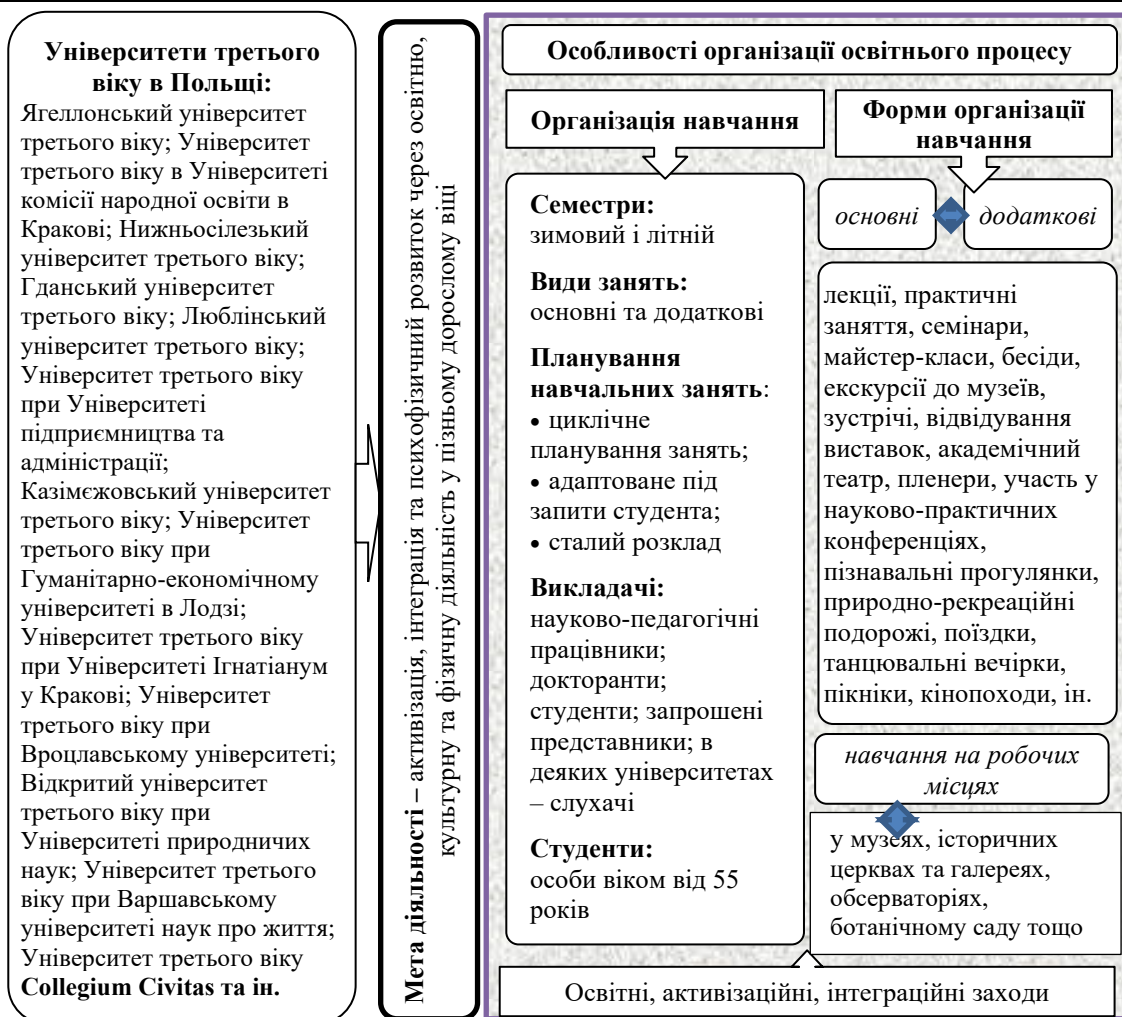 Університети третього
віку в Польщі:
Ягеллонський університет
третього віку; Університет
третього віку в Університеті
комісії народної освіти в
Кракові; Нижньосілезький
університет третього віку;
Гданський університет
третього віку; Люблінський
університет третього віку;
Університет третього віку
при Університеті
підприємництва та
адміністрації;
Казімєжовський університет
третього віку; Університет
третього віку при
Гуманітарно-економічному
університеті в Лодзі;
Університет третього віку
при Університеті Ігнатіанум
у Кракові; Університет
третього віку при
Вроцлавському університеті;
Відкритий університет
третього віку при
Університеті природничих
наук; Університет третього
віку при Варшавському
університеті наук про життя;
Університет третього віку
Collegium Civitas та ін.
Мета діяльності – активізація, інтеграція та психофізичний розвиток через освітню,
культурну та фізичну діяльність у пізньому дорослому віці
Особливості організації освітнього процесу
Організація навчання
Семестри:
зимовий і літній
Види занять:
основні та додаткові
Планування
навчальних занять:
• циклічне
планування занять;
• адаптоване під
запити студента;
• сталий розклад
Викладачі:
науково-педагогічні
працівники;
докторанти;
студенти; запрошені
представники; в
деяких університетах
– слухачі
Студенти:
особи віком від 55
років
Форми організації
навчання
основні
додаткові
лекції, практичні
заняття, семінари,
майстер-класи, бесіди,
екскурсії до музеїв,
зустрічі, відвідування
виставок, академічний
театр, пленери, участь у
науково-практичних
конференціях,
пізнавальні прогулянки,
природно-рекреаційні
подорожі, поїздки,
танцювальні вечірки,
пікніки, кінопоходи, ін.
навчання на робочих
місцях
у музеях, історичних
церквах та галереях,
обсерваторіях,
ботанічному саду тощо
Освітні, активізаційні, інтеграційні заходи